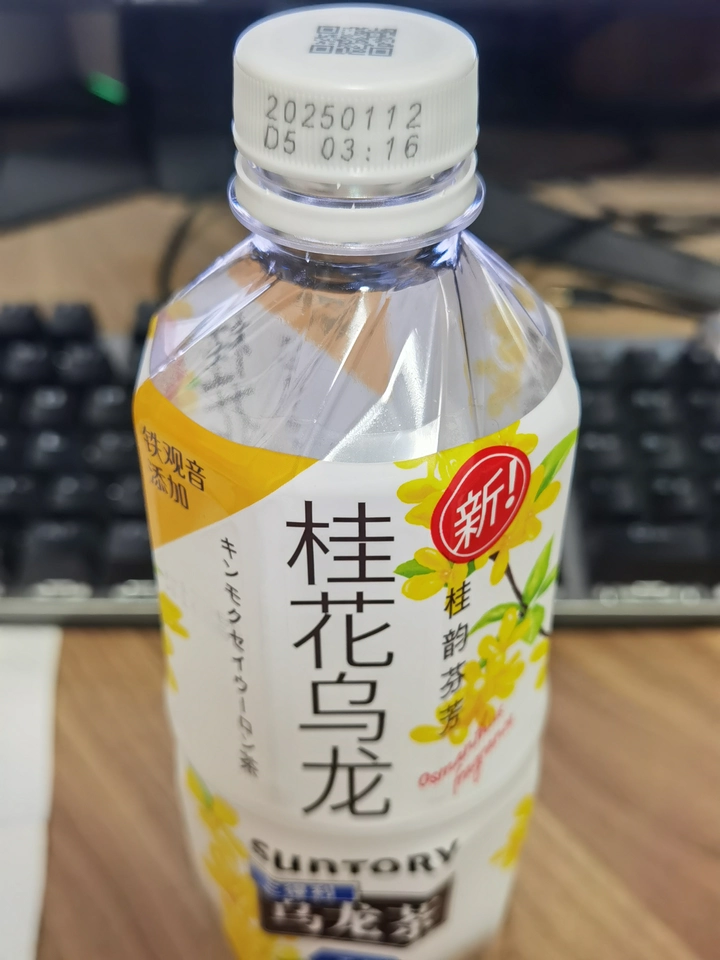 20250112
D5 03:16
铁观音
添加
新!
桂花乌龙
キンモクセイウーロン茶
桂韵芬芳
Osmanthus
fragrans
SUNTORY
乌龙茶